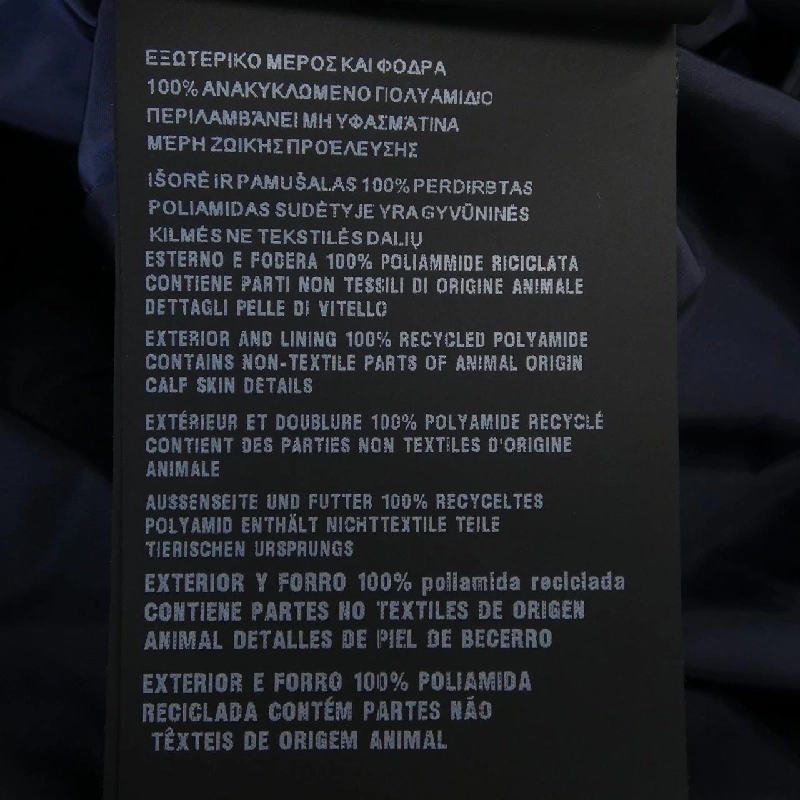 ΕΞΩΤΕΡΙΚΟ ΜΕΡΟΣ ΚΑΙ ΦΟΔΡΑ
100% ΑΝΑΚΥΚΛΩΜΕΝΟ ΠΟΛΥΑΜΙΔΙΟ
ΠΕΡΙΛΑΜΒΆΝΕΙ ΜΗ ΥΦΑΣΜΆΤΙΝΑ
ΜΈΡΗ ΖΩΙΚΉΣ ΠΡΟΈΛΕΥΣΗΣ
IŠORĖ IR PAMUŠALAS 100% PERDIRBTAS
POLIAMIDAS SUDĖTYJE YRA GYVŪNINĖS
KILMĖS NE TEKSTILĖS DALIŲ
ESTERNO E FODERA 100% POLIAMMIDE RICICLATA
CONTIENE PARTI NON TESSILI DI ORIGINE ANIMALE
DETTAGLI PELLE DI VITELLO
EXTERIOR AND LINING 100% RECYCLED POLYAMIDE
CONTAINS NON-TEXTILE PARTS OF ANIMAL ORIGIN
CALF SKIN DETAILS
EXTÉRIEUR ET DOUBLURE 100% POLYAMIDE RECYCLÉ
CONTIENT DES PARTIES NON TEXTILES D'ORIGINE
ANIMALE
AUSSENSEITE UND FUTTER 100% RECYCELTES
POLYAMID ENTHÄLT NICHTTEXTILE TEILE
TIERISCHEN URSPRUNGS
EXTERIOR Y FORRO 100% poliamida reciclada
CONTIENE PARTES NO TEXTILES DE ORIGEN
ANIMAL DETALLES DE PIEL DE BECERRO
EXTERIOR E FORRO 100% POLIAMIDA
RECICLADA CONTÉM PARTES NÃO
TÊXTEIS DE ORIGEM ANIMAL